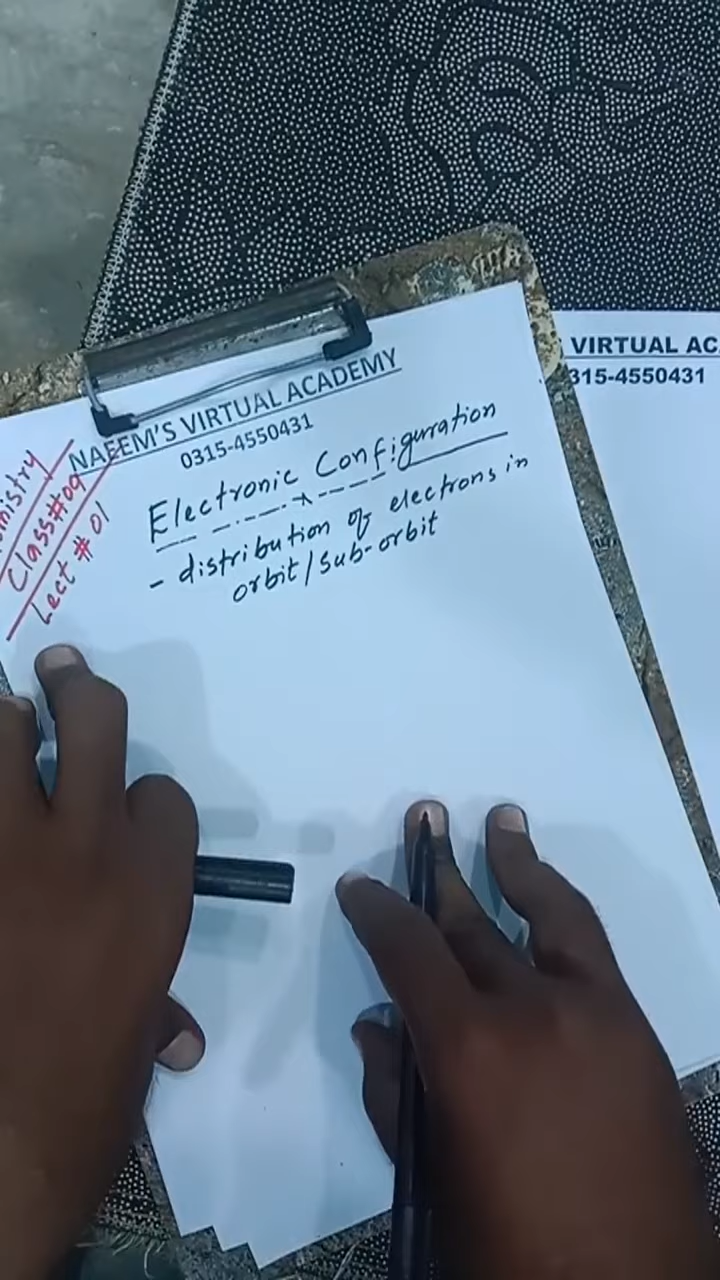 NAEEM'S VIRTUAL ACADEMY
0315-4550431
Class#09
Lect # 01
Electronic Configuration
- distribution of electrons in
orbit/sub-orbit
VIRTUAL AC
315-4550431